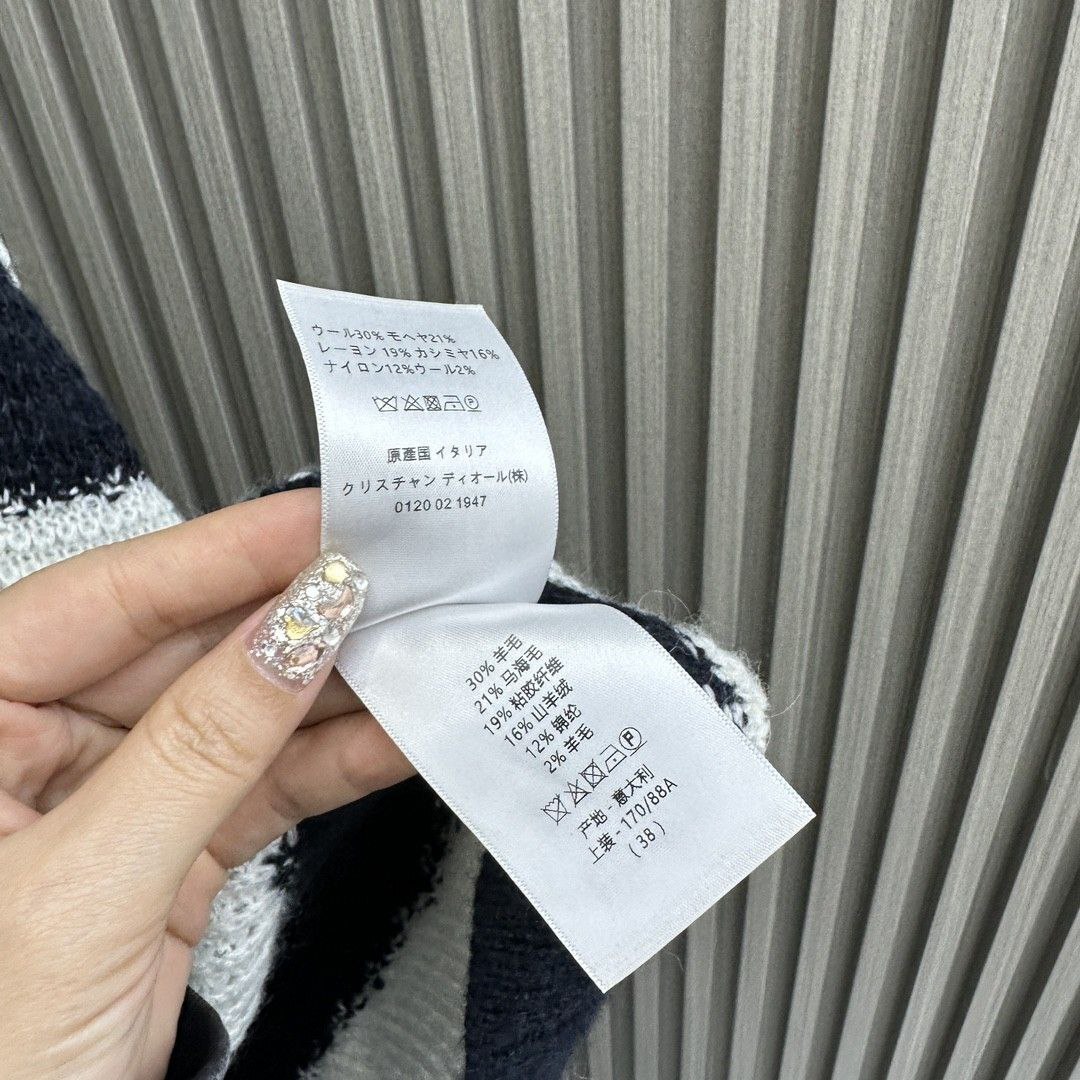 ウール30% モヘヤ21%
レーヨン 19% カシミヤ16%
ナイロン12%ウール2%
原產国 イタリア
クリスチャン ディオール(株)
0120 02 1947
30% 羊毛
21% 马海毛
19% 粘胶纤维
16% 山羊绒
12% 锦纶
2% 羊毛
产地 - 意大利
上装 - 170/88A
( 38 )